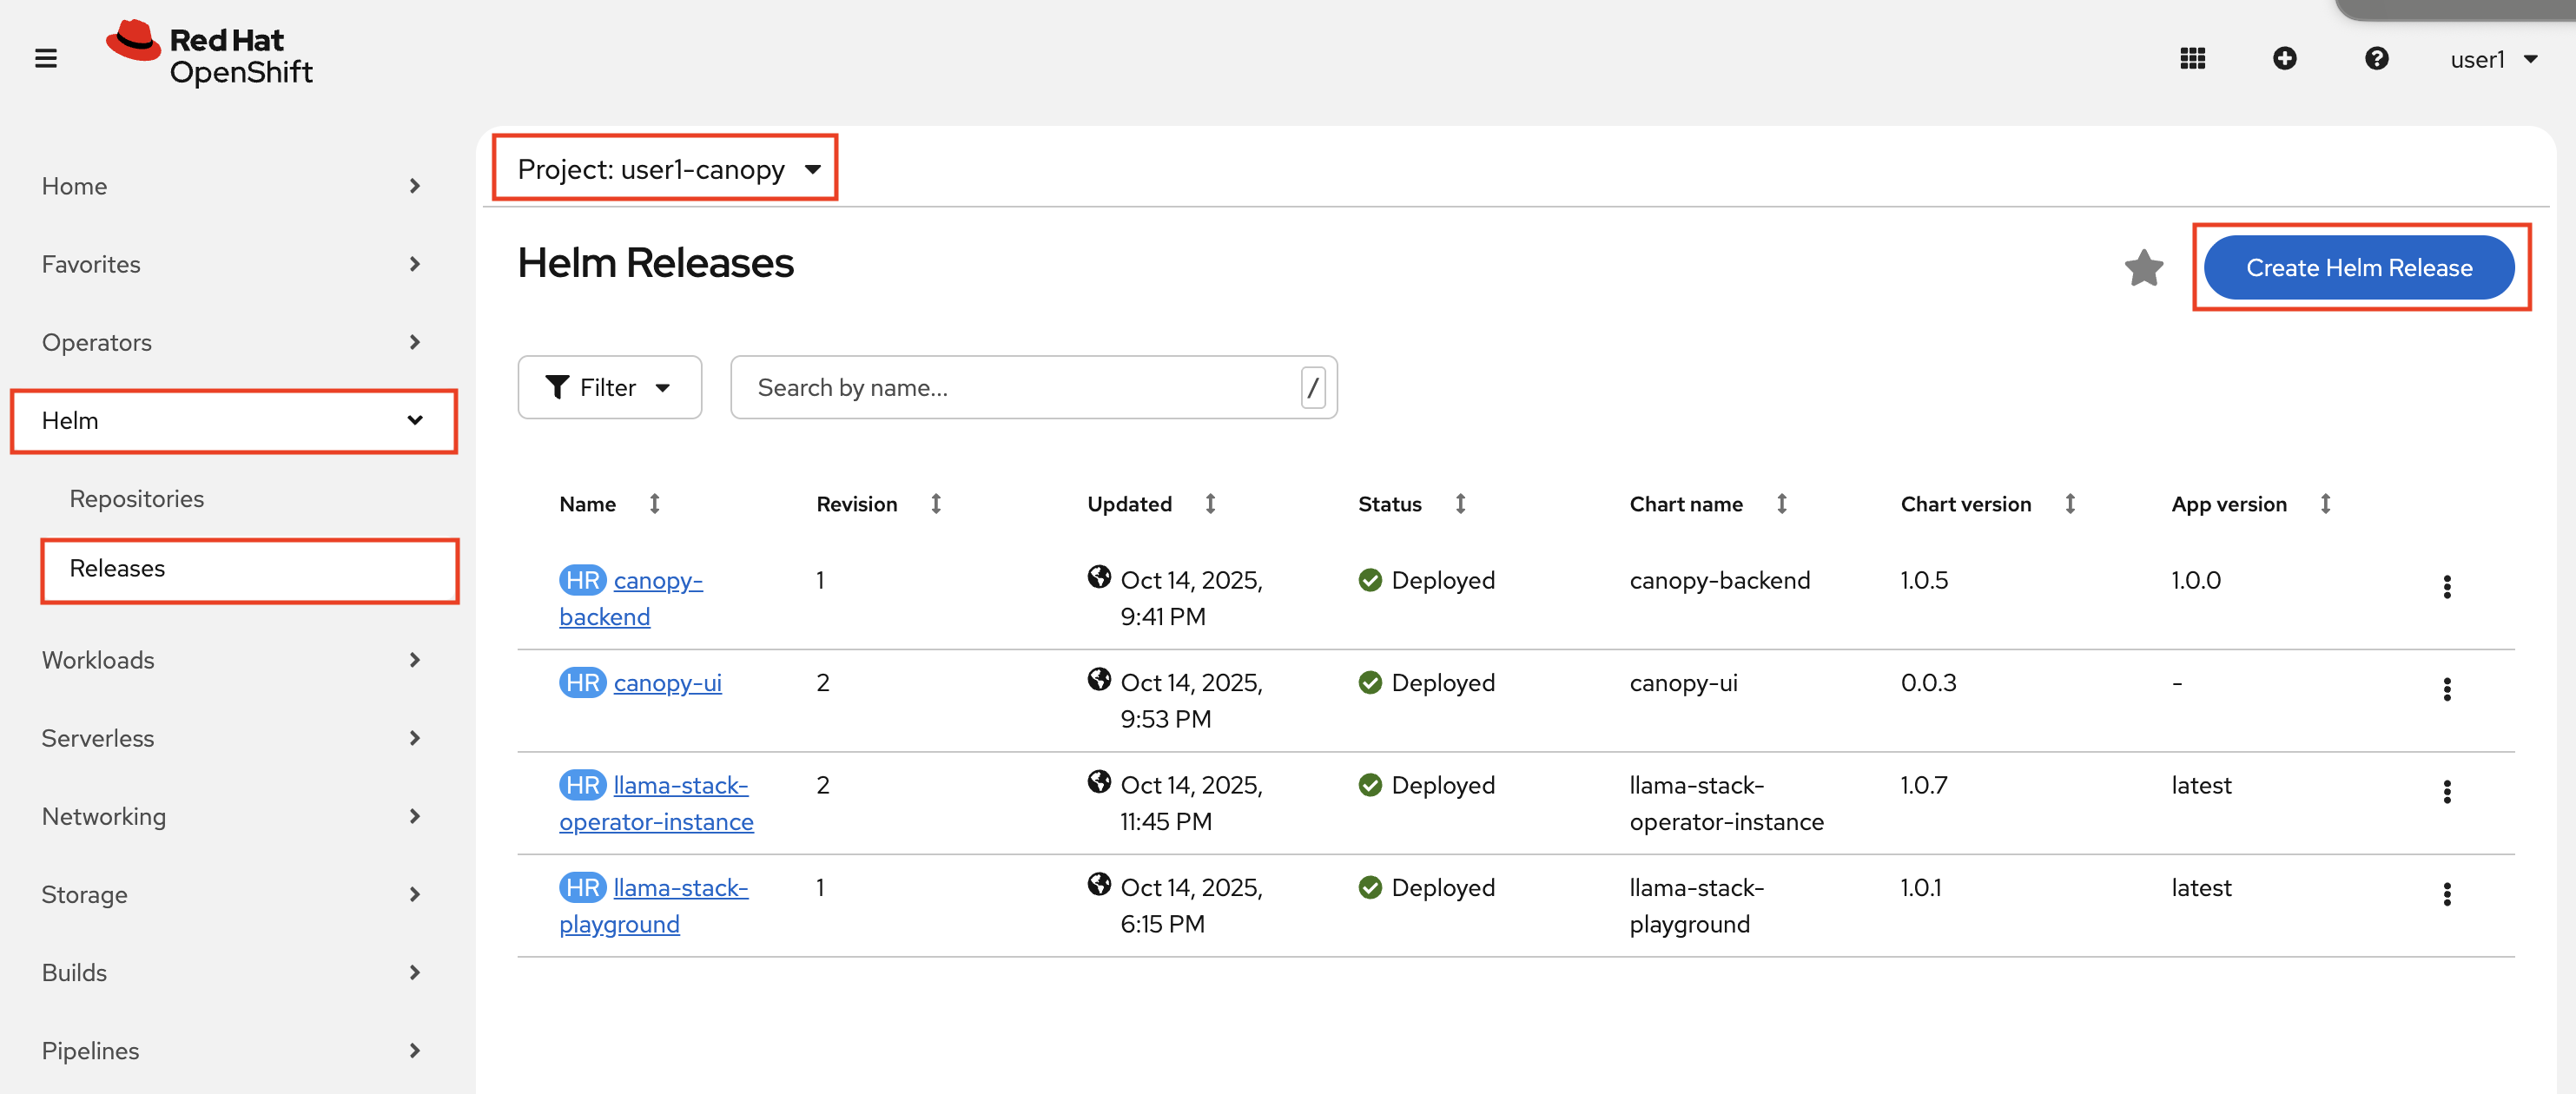 Red Hat
OpenShift
user1
Project: user1-canopy
Home
Favorites
Operators
Helm
Repositories
Releases
Workloads
Serverless
Networking
Storage
Builds
Pipelines
Helm Releases
Create Helm Release
Filter
Search by name...
/
Name Revision Updated Status Chart name Chart version App version
HR canopy- 1 Oct 14, 2025, Deployed canopy-backend 1.0.5 1.0.0
backend 9:41 PM
HR canopy-ui 2 Oct 14, 2025, Deployed canopy-ui 0.0.3 -
9:53 PM
HR llama-stack- 2 Oct 14, 2025, Deployed llama-stack- 1.0.7 latest
operator-instance 11:45 PM operator-instance
HR llama-stack- 1 Oct 14, 2025, Deployed llama-stack- 1.0.1 latest
playground 6:15 PM playground